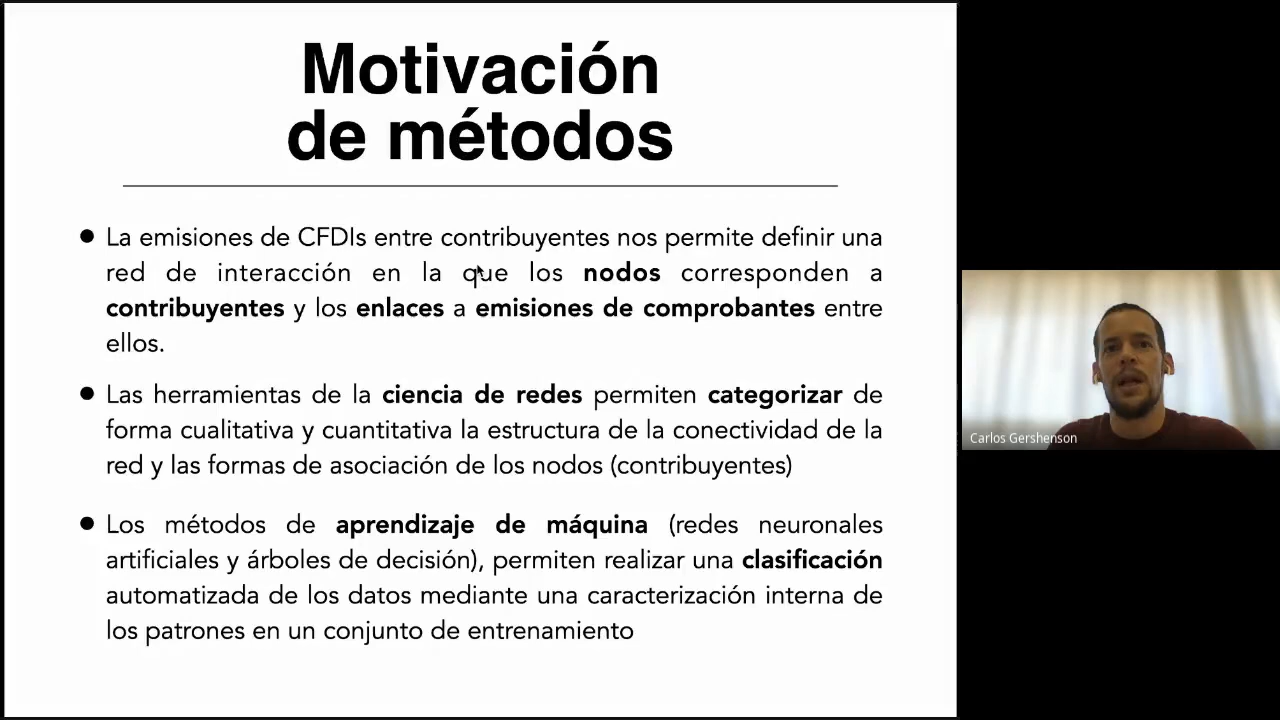 Motivación
de métodos
● La emisiones de CFDIs entre contribuyentes nos permite definir una
red de interacción en la que los nodos corresponden a
contribuyentes y los enlaces a emisiones de comprobantes entre
ellos.
● Las herramientas de la ciencia de redes permiten categorizar de
forma cualitativa y cuantitativa la estructura de la conectividad de la
red y las formas de asociación de los nodos (contribuyentes)
● Los métodos de aprendizaje de máquina (redes neuronales
artificiales y árboles de decisión), permiten realizar una clasificación
automatizada de los datos mediante una caracterización interna de
los patrones en un conjunto de entrenamiento
Carlos Gershenson